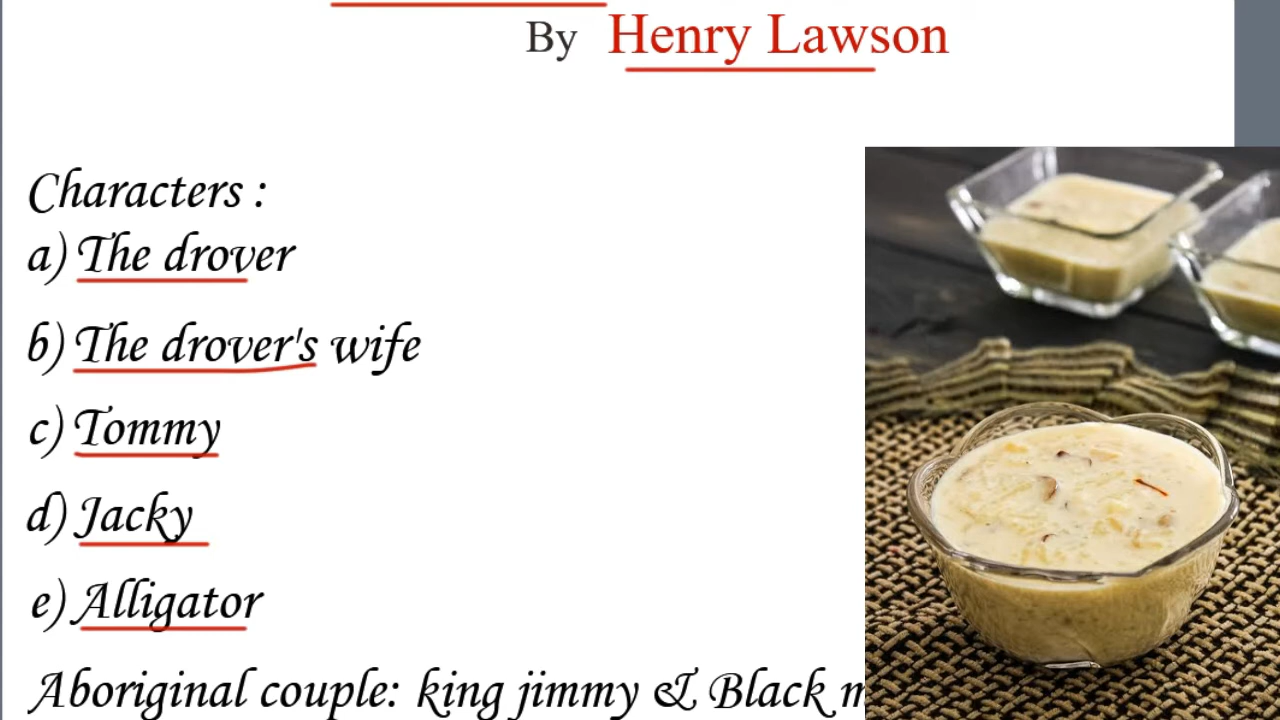 By Henry Lawson
Characters :
a) The drover
b) The drover's wife
c) Tommy
d) Jacky
e) Alligator
Aboriginal couple: king jimmy & Black